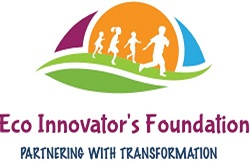 Eco Innovator's Foundation
PARTNERING WITH TRANSFORMATION